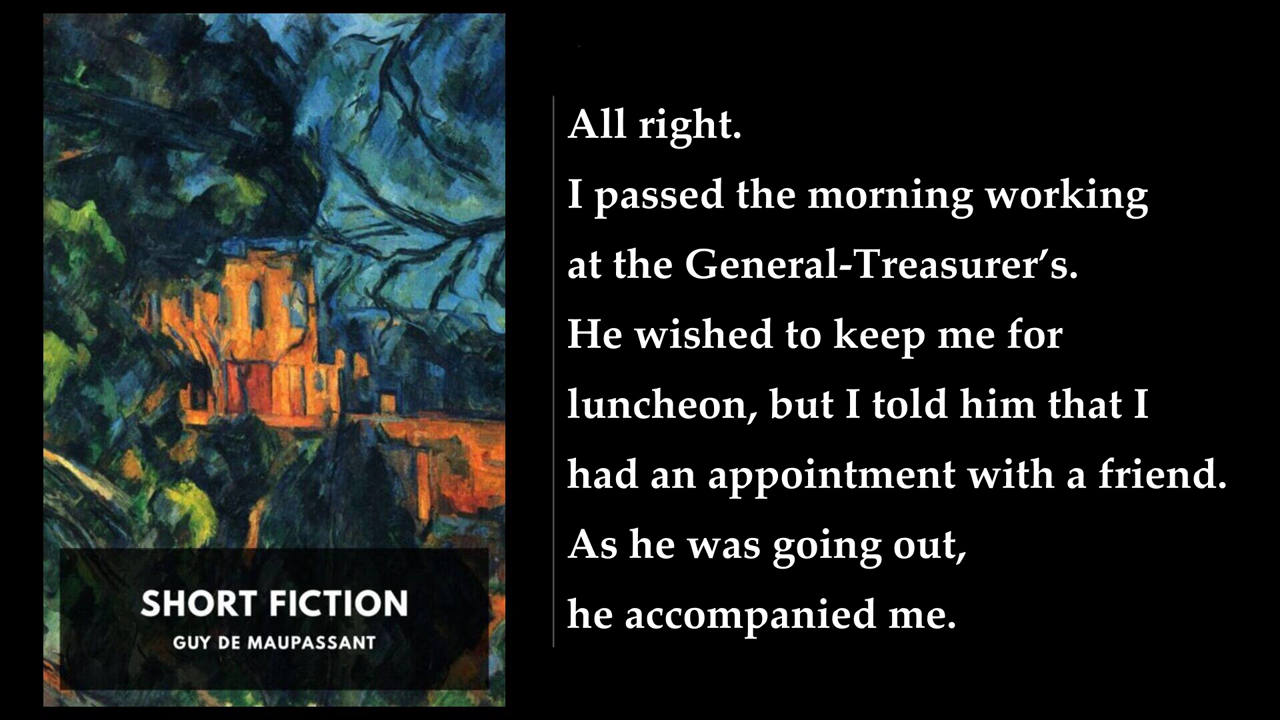 SHORT FICTION
GUY DE MAUPASSANT
All right.
I passed the morning working
at the General-Treasurer’s.
He wished to keep me for
luncheon, but I told him that I
had an appointment with a friend.
As he was going out,
he accompanied me.